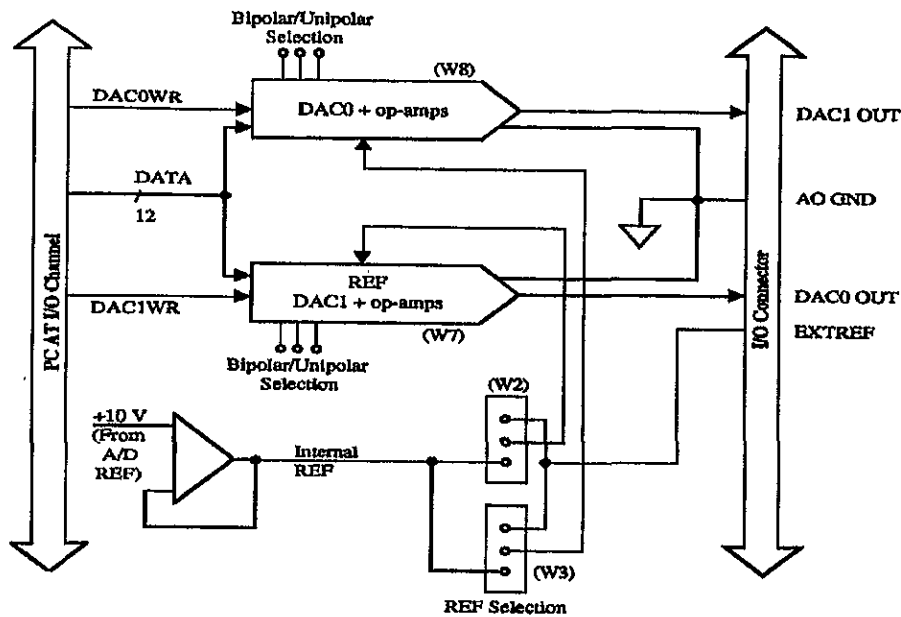 Bipolar/Unipolar
Selection
(W8)
DAC0WR
DAC0 + op-amps
DAC1 OUT
DATA
12
AO GND
PC AT I/O Channel
I/O Connector
REF
DAC1 + op-amps
DAC1WR
DAC0 OUT
(W7)
EXTREF
Bipolar/Unipolar
Selection
(W2)
+10 V
(From
A/D
REF)
Internal
REF
(W3)
REF Selection